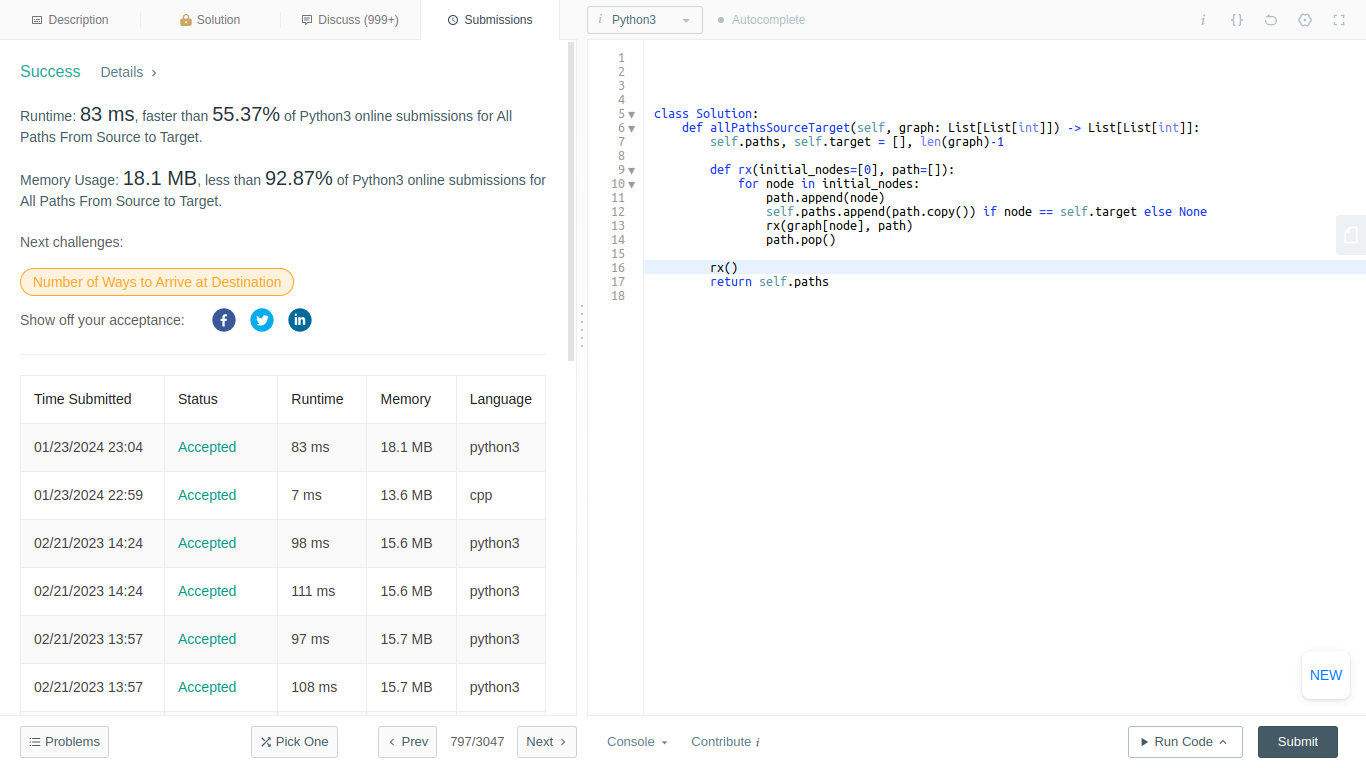 Description
Solution
Discuss (999+)
Submissions
i Python3
Autocomplete
i {}
Success Details
Runtime: 83 ms, faster than 55.37% of Python3 online submissions for All
Paths From Source to Target.
Memory Usage: 18.1 MB, less than 92.87% of Python3 online submissions for
All Paths From Source to Target.
Next challenges:
Number of Ways to Arrive at Destination
Show off your acceptance:
Time Submitted Status Runtime Memory Language
01/23/2024 23:04 Accepted 83 ms 18.1 MB python3
01/23/2024 22:59 Accepted 7 ms 13.6 MB cpp
02/21/2023 14:24 Accepted 98 ms 15.6 MB python3
02/21/2023 14:24 Accepted 111 ms 15.6 MB python3
02/21/2023 13:57 Accepted 97 ms 15.7 MB python3
02/21/2023 13:57 Accepted 108 ms 15.7 MB python3
1
2
3
4
5 class Solution:
6     def allPathsSourceTarget(self, graph: List[List[int]]) -> List[List[int]]:
7         self.paths, self.target = [], len(graph)-1
8
9         def rx(initial_nodes=[0], path=[]):
10             for node in initial_nodes:
11                 path.append(node)
12                 self.paths.append(path.copy()) if node == self.target else None
13                 rx(graph[node], path)
14                 path.pop()
15
16         rx()
17         return self.paths
18
NEW
Problems
Pick One
Prev
797/3047
Next
Console
Contribute i
Run Code
Submit